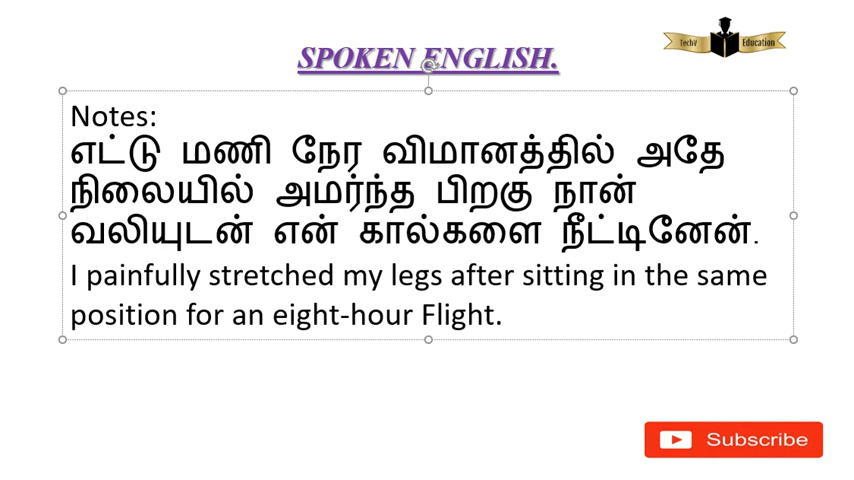 TechV Education
SPOKEN ENGLISH.
Notes:
எட்டு மணி நேர விமானத்தில் அதே
நிலையில் அமர்ந்த பிறகு நான்
வலியுடன் என் கால்களை நீட்டினேன்.
I painfully stretched my legs after sitting in the same
position for an eight-hour Flight.
Subscribe